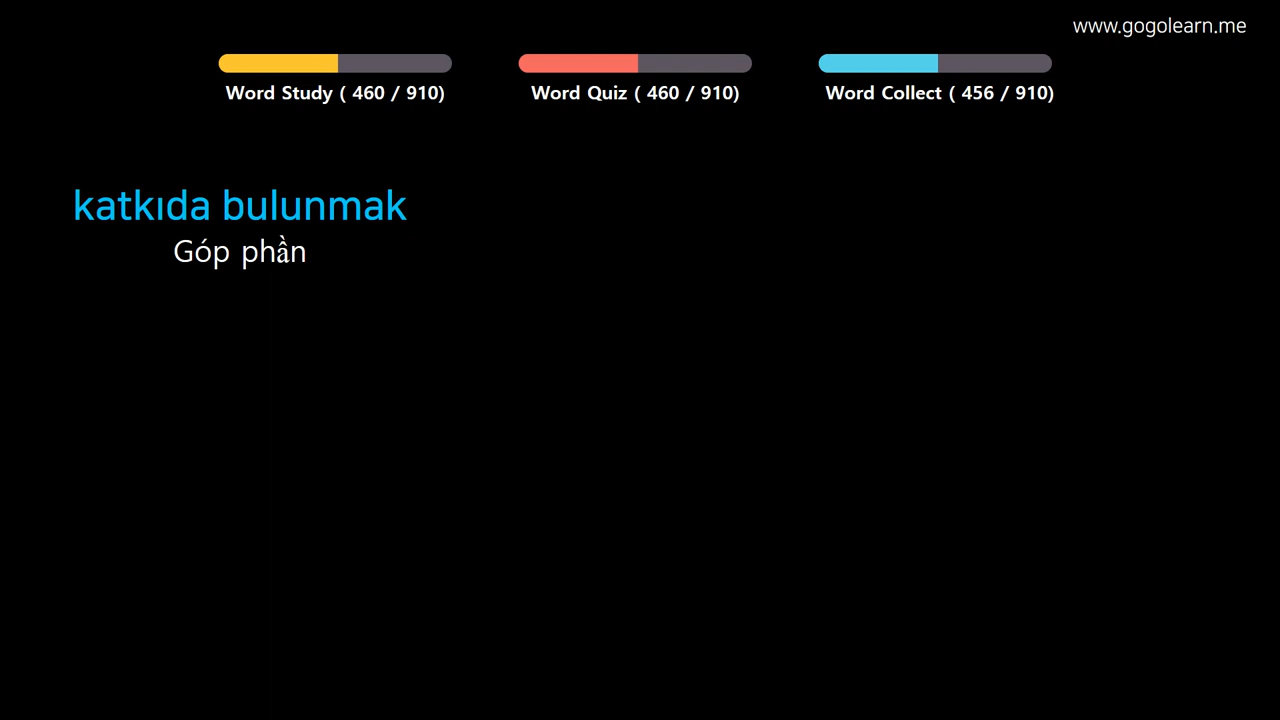 www.gogolearn.me
Word Study ( 460 / 910)
Word Quiz ( 460 / 910)
Word Collect ( 456 / 910)
katkıda bulunmak
Góp phần